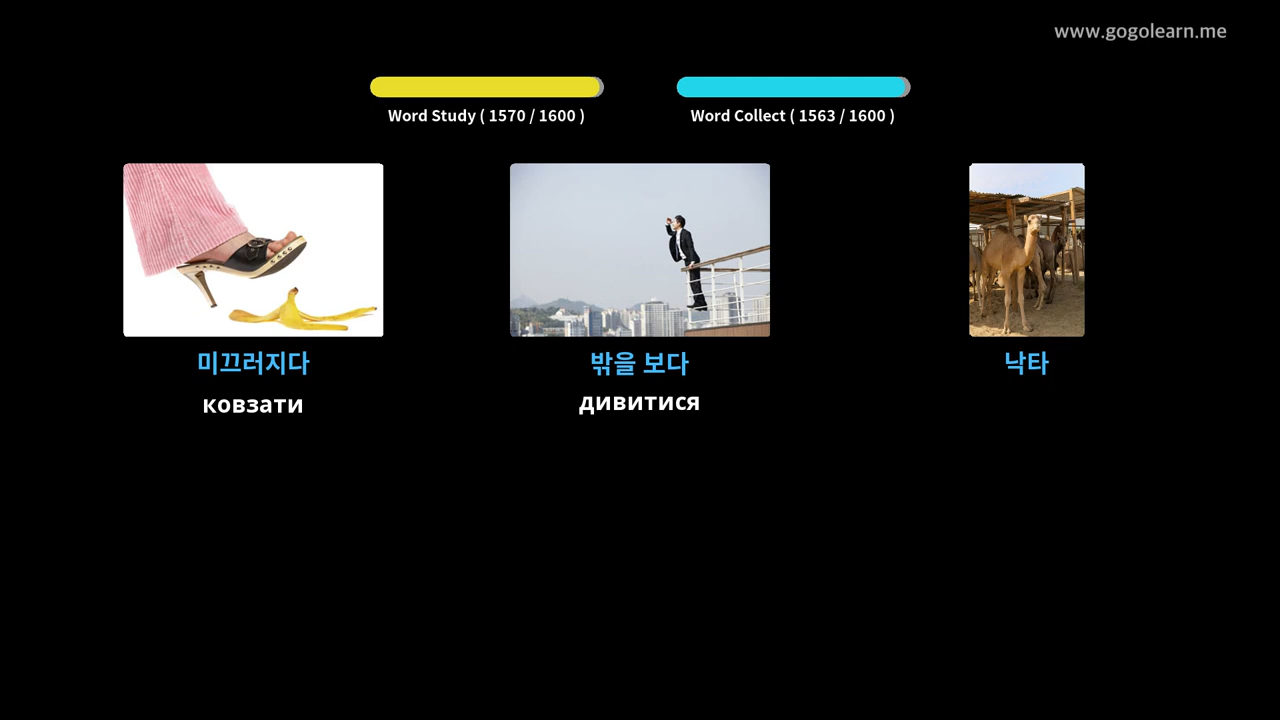 www.gogolearn.me
Word Study ( 1570 / 1600 )
Word Collect ( 1563 / 1600 )
미끄러지다
밖을 보다
낙타
ковзати
дивитися